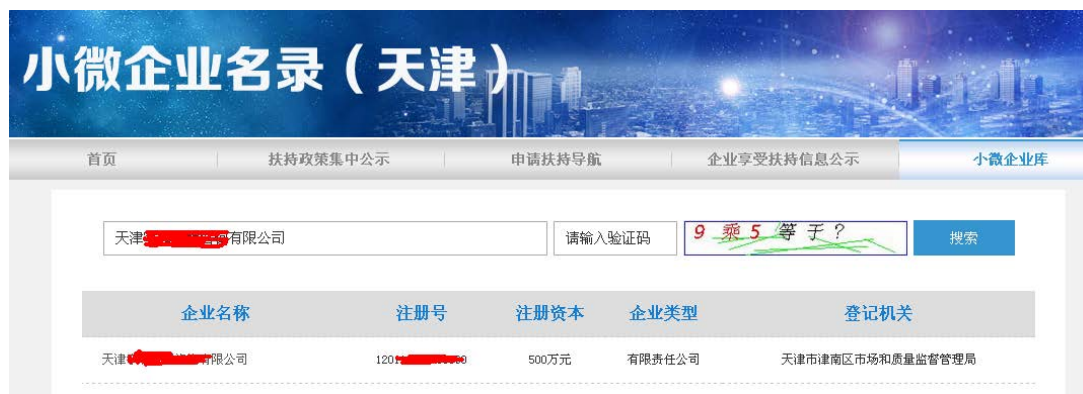 小微企业名录（天津）
首页 扶持政策集中公示 申请扶持导航 企业享受扶持信息公示 小微企业库
天津 有限公司 请输入验证码 9 乘 5 等于? 搜索
企业名称 注册号 注册资本 企业类型 登记机关
天津 有限公司 1201 500万元 有限责任公司 天津市津南区市场和质量监督管理局